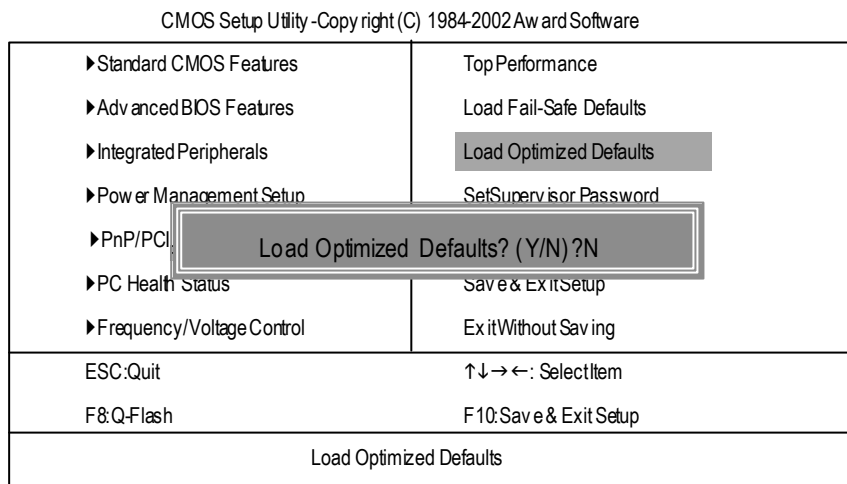 CMOS Setup Utility-Copyright (C) 1984-2002 Award Software
▶Standard CMOS Features
Top Performance
▶Advanced BIOS Features
Load Fail-Safe Defaults
▶Integrated Peripherals
Load Optimized Defaults
▶Power Management Setup
Set Supervisor Password
▶PnP/PCI
Load Optimized Defaults? (Y/N)?N
▶PC Health Status
Save & Exit Setup
▶Frequency/Voltage Control
Exit Without Saving
ESC:Quit
↑↓→←: Select Item
F8:Q-Flash
F10:Save & Exit Setup
Load Optimized Defaults